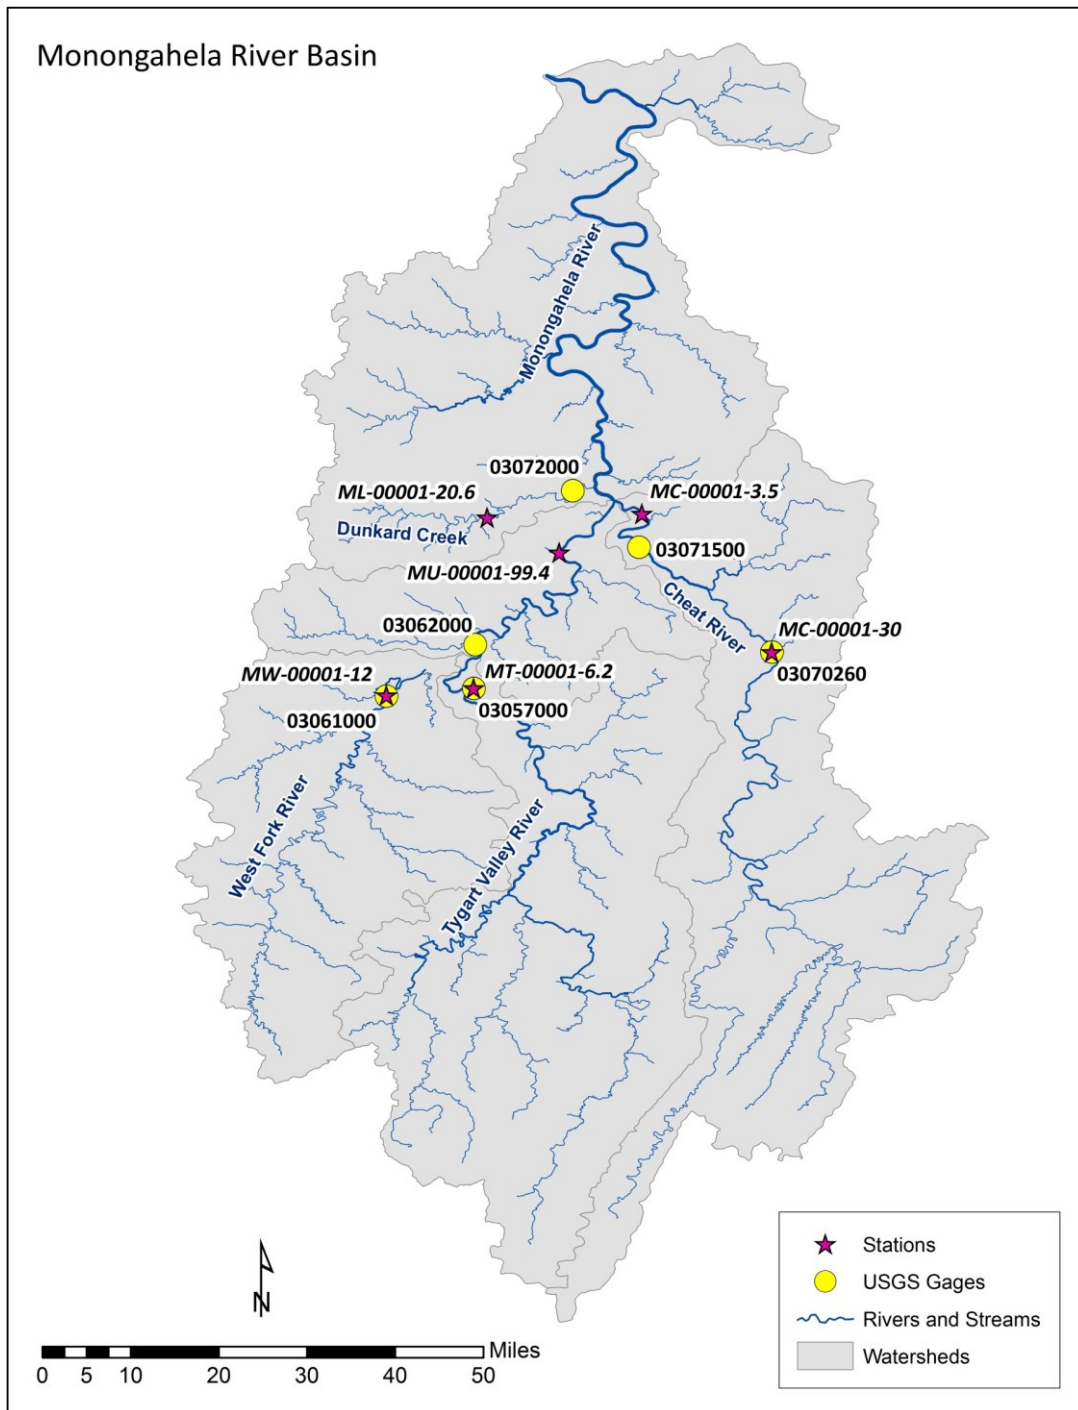 Monongahela River Basin
Monongahela River
03072000
ML-00001-20.6
MC-00001-3.5
Dunkard Creek
03071500
MU-00001-99.4
Cheat River
03062000
MC-00001-30
MW-00001-12
MT-00001-6.2
03070260
03061000
03057000
West Fork River
Tygart Valley River
Stations
USGS Gages
Rivers and Streams
Watersheds
N
Miles
0 5 10 20 30 40 50